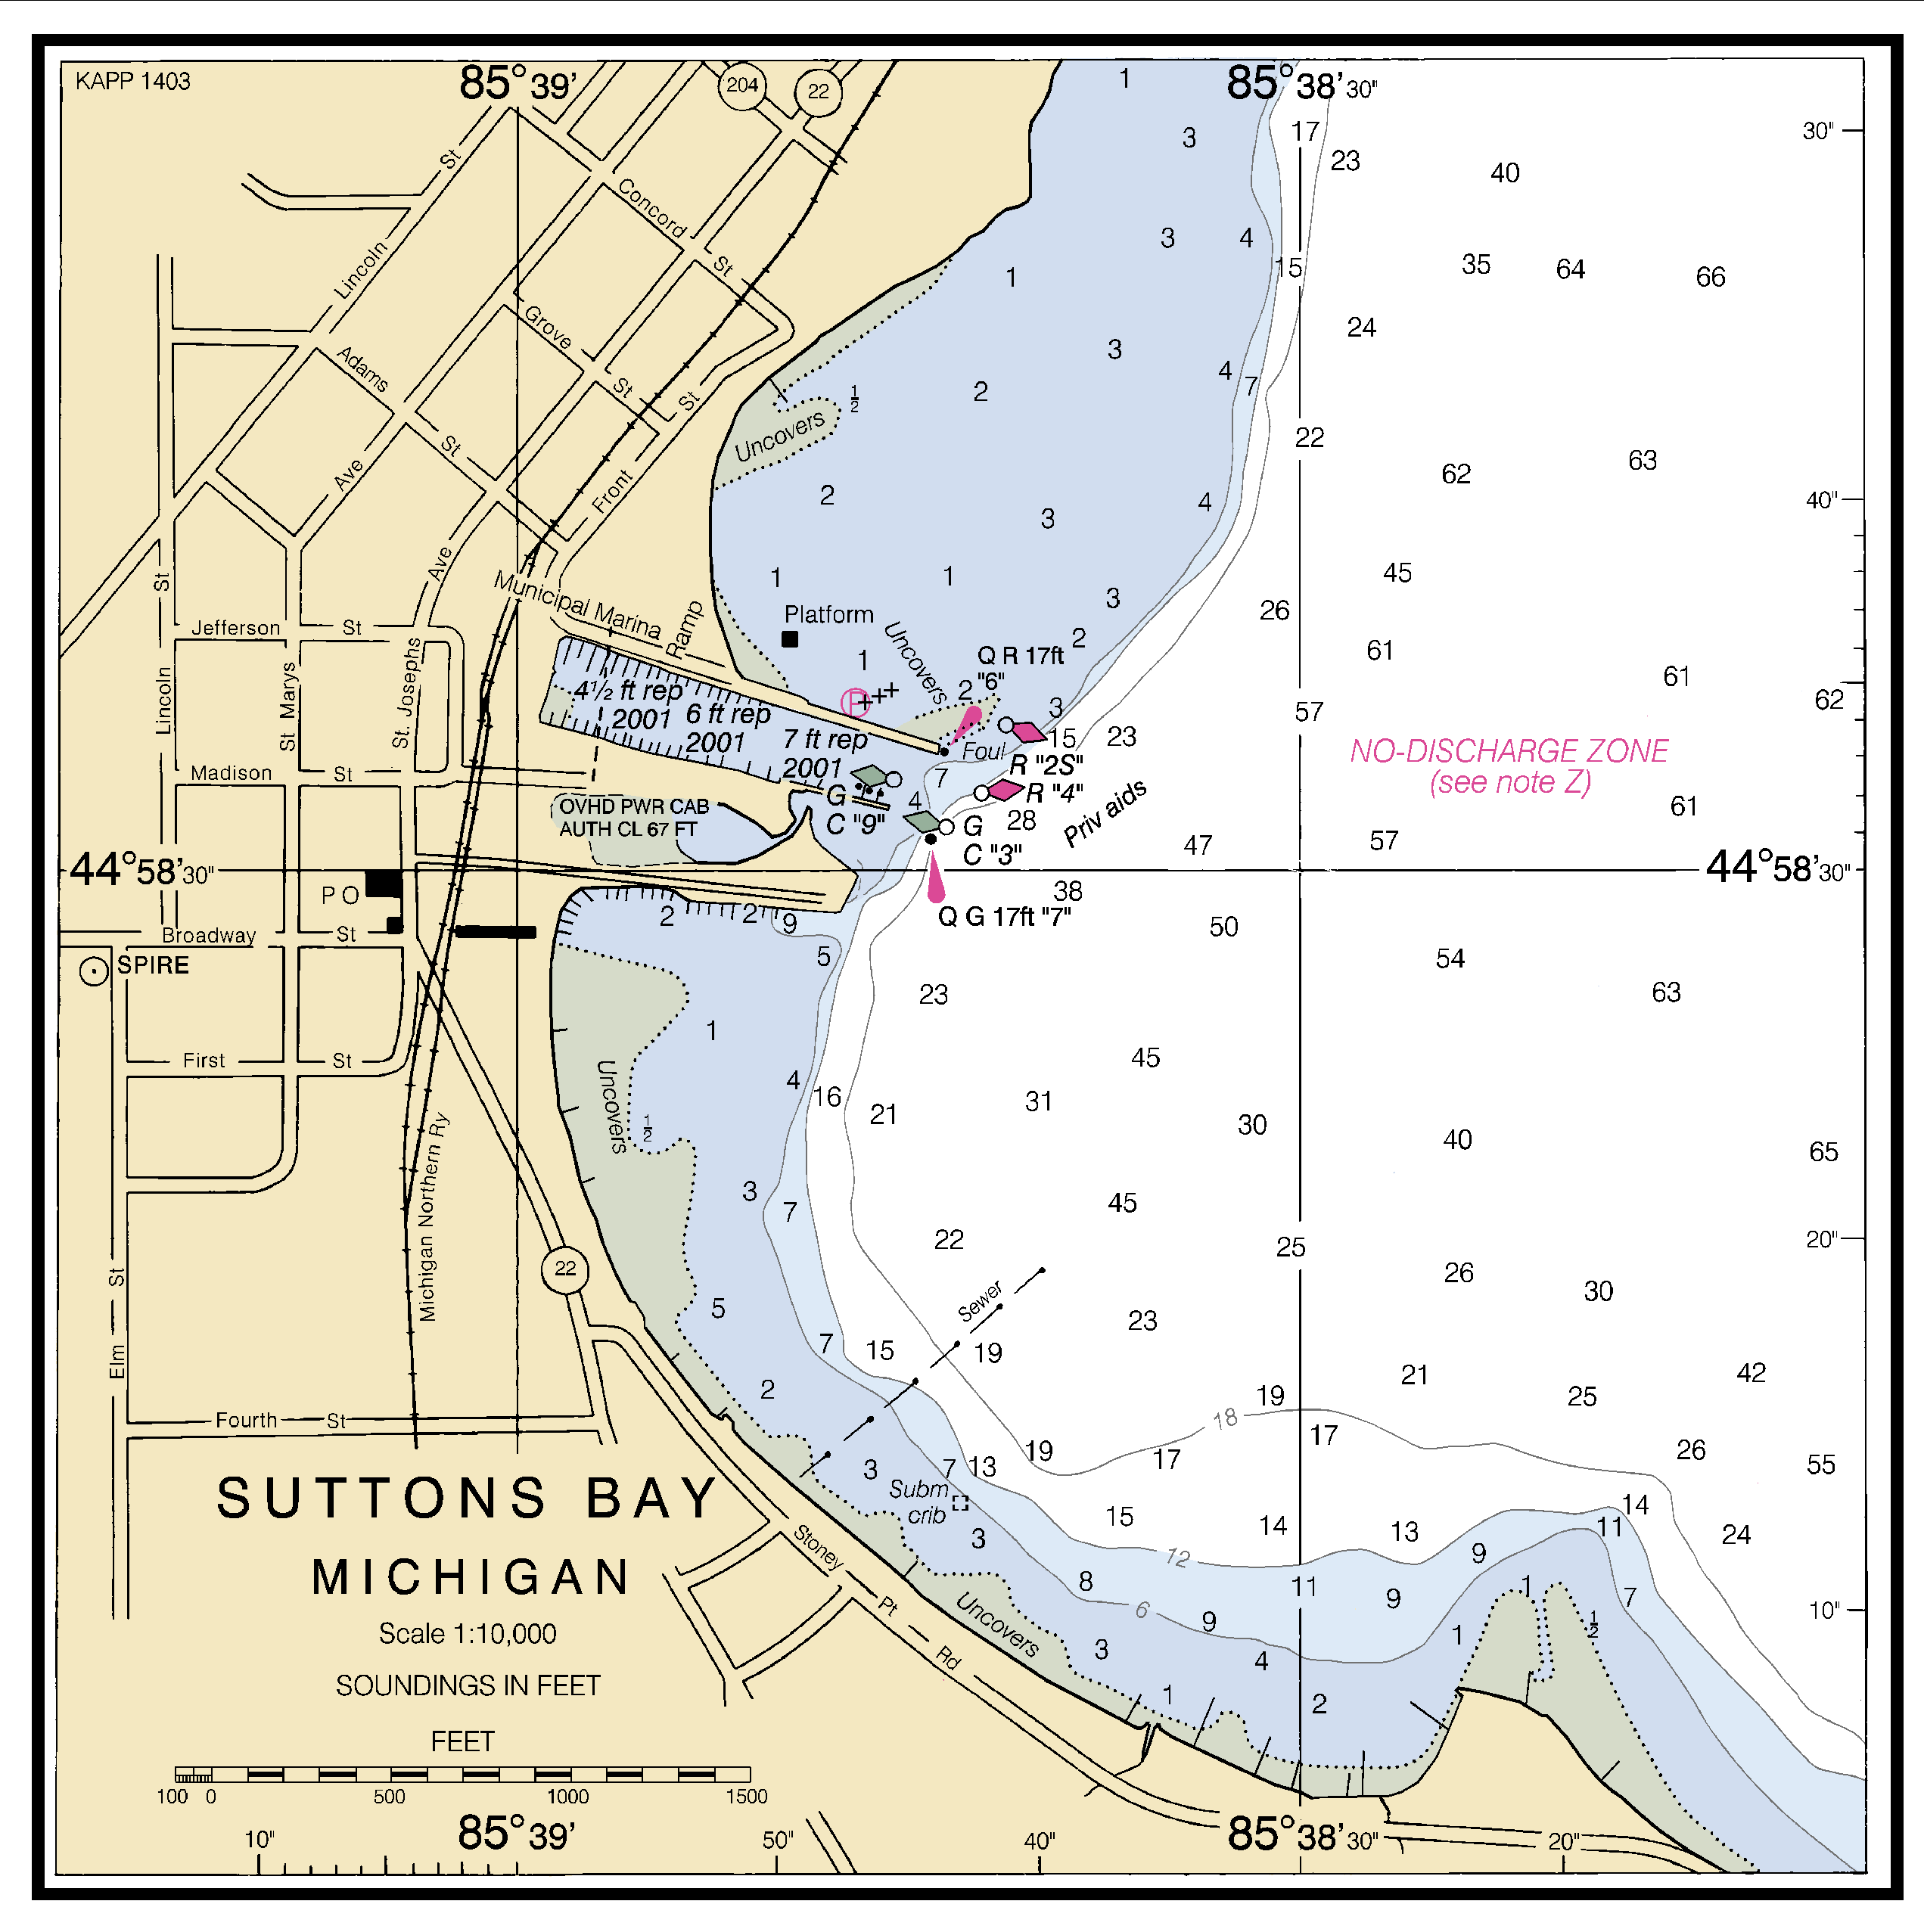 KAPP 1403
85°39'
204
22
85°38'30"
1
17
30"
3
23
40
St
Concord
St
3
4
15
35
64
66
Lincoln
1
24
Grove
St
3
Adams
St
4
7
2
1/2
St
Uncovers
22
63
62
Ave
Front
2
4
40"
3
45
Ave
1
1
St
Municipal Marina
Ramp
3
26
Platform
Jefferson St
2
61
Uncovers
Q R 17ft
"6"
1
2
61
62
Lincoln
St Marys
St. Josephs
4½ ft rep
2001
6 ft rep
2001
7 ft rep
2001
P
3
57
15
23
Foul
R "2S"
NO-DISCHARGE ZONE
(see note Z)
Madison St
7
G
C "9"
4
R "4"
Priv aids
OVHD PWR CAB
AUTH CL 67 FT
28
G
C "3"
61
47
57
44°58'30"
44°58'30"
P O
38
Q G 17ft "7"
2
2
9
50
Broadway St
SPIRE
5
54
23
63
1
First St
Uncovers
45
4
16
21
31
30
40
65
1/2
Michigan Northern Ry
3
7
45
22
25
20"
22
26
30
Elm St
Sewer
5
23
7
15
19
21
42
2
19
25
18
Fourth St
17
19
17
26
55
3
7
13
SUTTONS BAY
MICHIGAN
Scale 1:10,000
SOUNDINGS IN FEET
FEET
100 0 500 1000 1500
Subm
crib
14
15
14
13
11
24
3
Stoney Pt Rd
12
9
8
11
9
1
7
6
9
10"
Uncovers
1
1/2
3
4
1
2
10"
85°39'
50"
40"
85°38'30"
20"